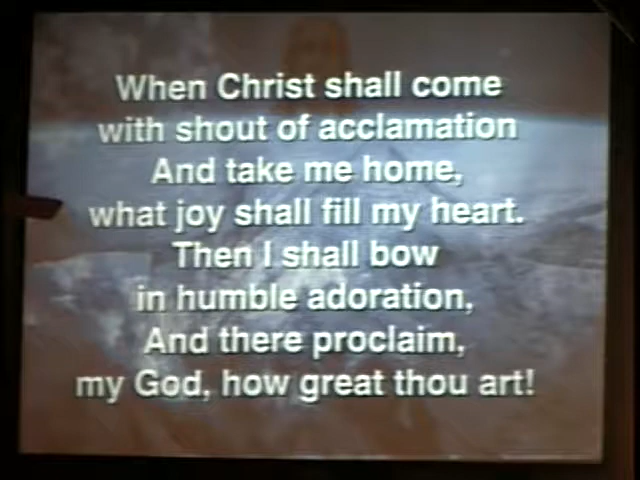 When Christ shall come
with shout of acclamation
And take me home,
what joy shall fill my heart.
Then I shall bow
in humble adoration,
And there proclaim,
my God, how great thou art!